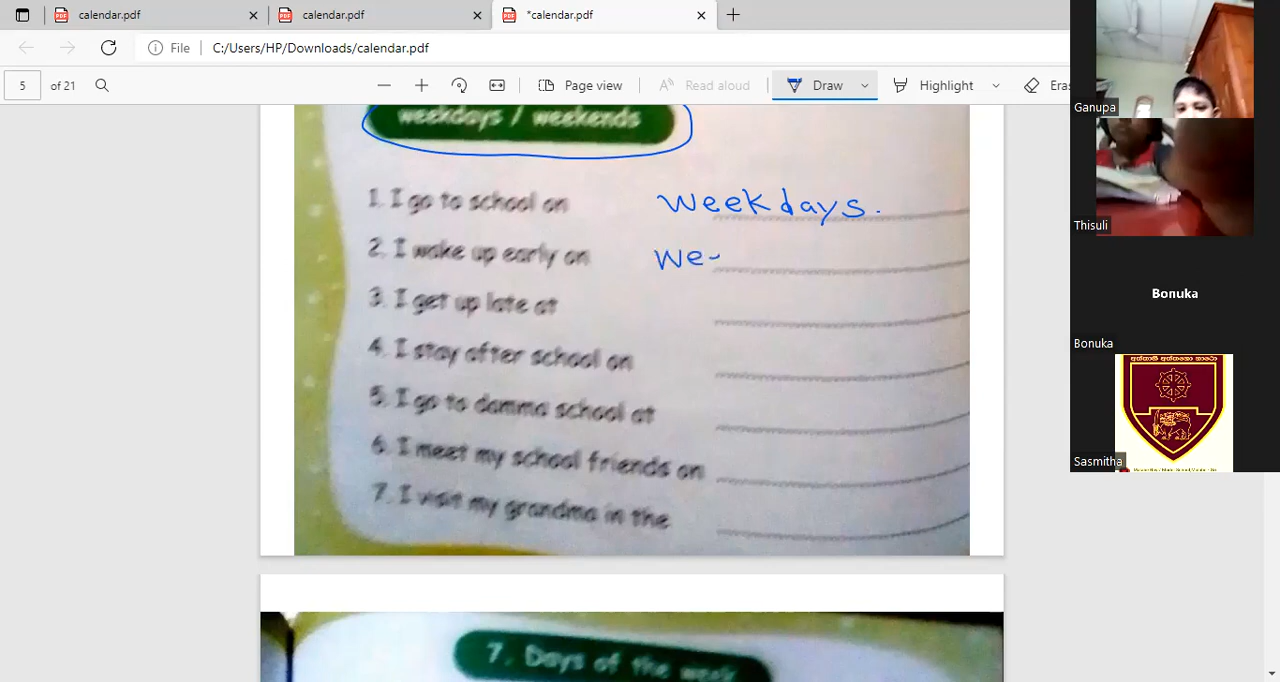 calendar.pdf
calendar.pdf
*calendar.pdf
File
C:/Users/HP/Downloads/calendar.pdf
5 of 21
Page view
Read aloud
Draw
Highlight
Eras
weekdays / weekends
1. I go to school on weekdays.
2. I wake up early on we
3. I get up late at
4. I stay after school on
5. I go to damma school at
6. I meet my school friends on
7. I visit my grandma in the
7. Days of the week
Ganupa
Thisuli
Bonuka
Bonuka
Sasmitha